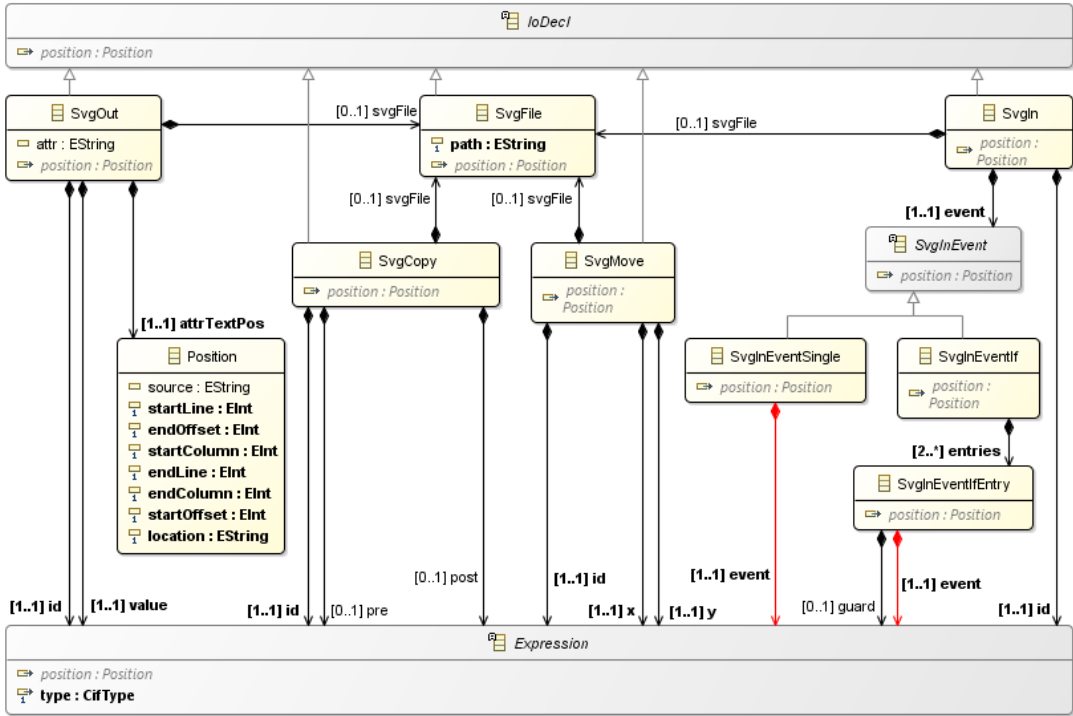 IoDecl
position : Position
SvgOut
attr : EString
position : Position
[0..1] svgFile
SvgFile
path : EString
position : Position
[0..1] svgFile
SvgIn
position :
Position
[0..1] svgFile
[0..1] svgFile
[1..1] event
SvgInEvent
position : Position
SvgCopy
position : Position
SvgMove
position :
Position
[1..1] attrTextPos
Position
source : EString
startLine : EInt
endOffset : EInt
startColumn : EInt
endLine : EInt
endColumn : EInt
startOffset : EInt
location : EString
SvgInEventSingle
position : Position
SvgInEventIf
position :
Position
[2..*] entries
SvgInEventIfEntry
position : Position
[1..1] id
[1..1] value
[1..1] id
[0..1] pre
[0..1] post
[1..1] id
[1..1] x
[1..1] y
[1..1] event
[0..1] guard
[1..1] event
[1..1] id
Expression
position : Position
type : CifType